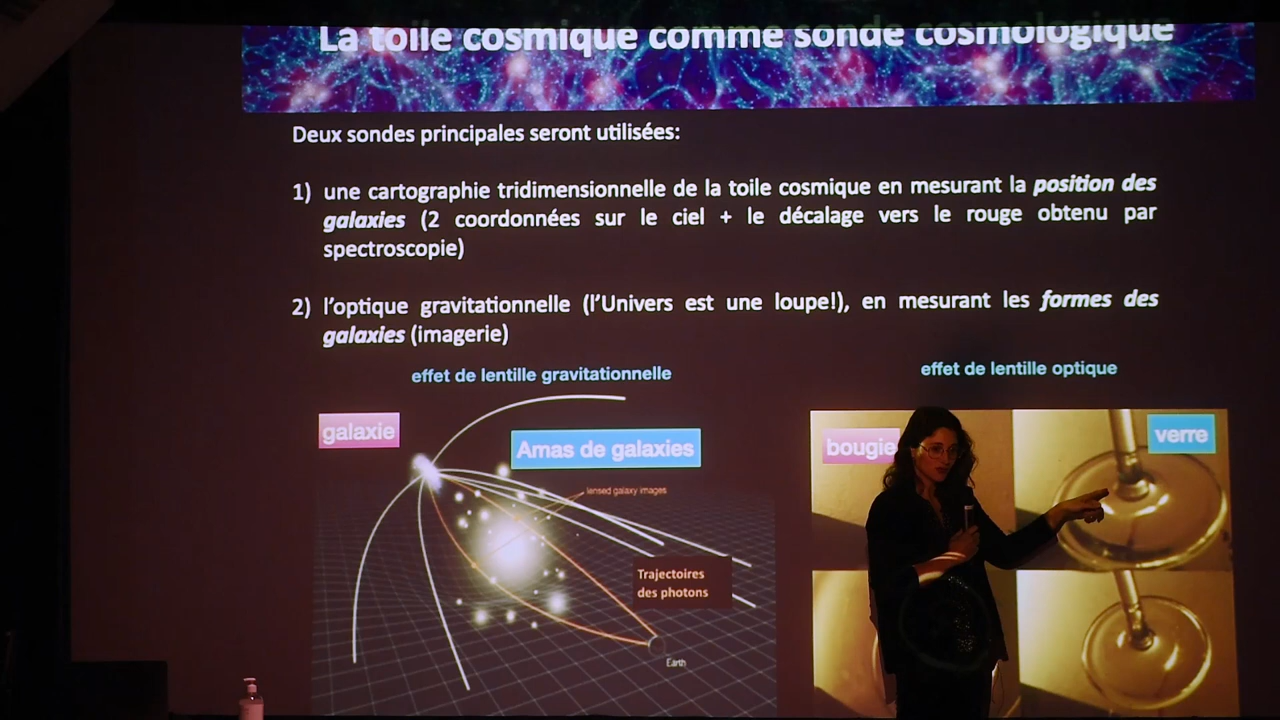 La toile cosmique comme sonde cosmologique
Deux sondes principales seront utilisées:
1) une cartographie tridimensionnelle de la toile cosmique en mesurant la position des
galaxies (2 coordonnées sur le ciel + le décalage vers le rouge obtenu par
spectroscopie)
2) l'optique gravitationnelle (l'Univers est une loupe!), en mesurant les formes des
galaxies (imagerie)
effet de lentille gravitationnelle
effet de lentille optique
galaxie
Amas de galaxies
lensed galaxy images
Trajectoires
des photons
Earth
bougie
verre